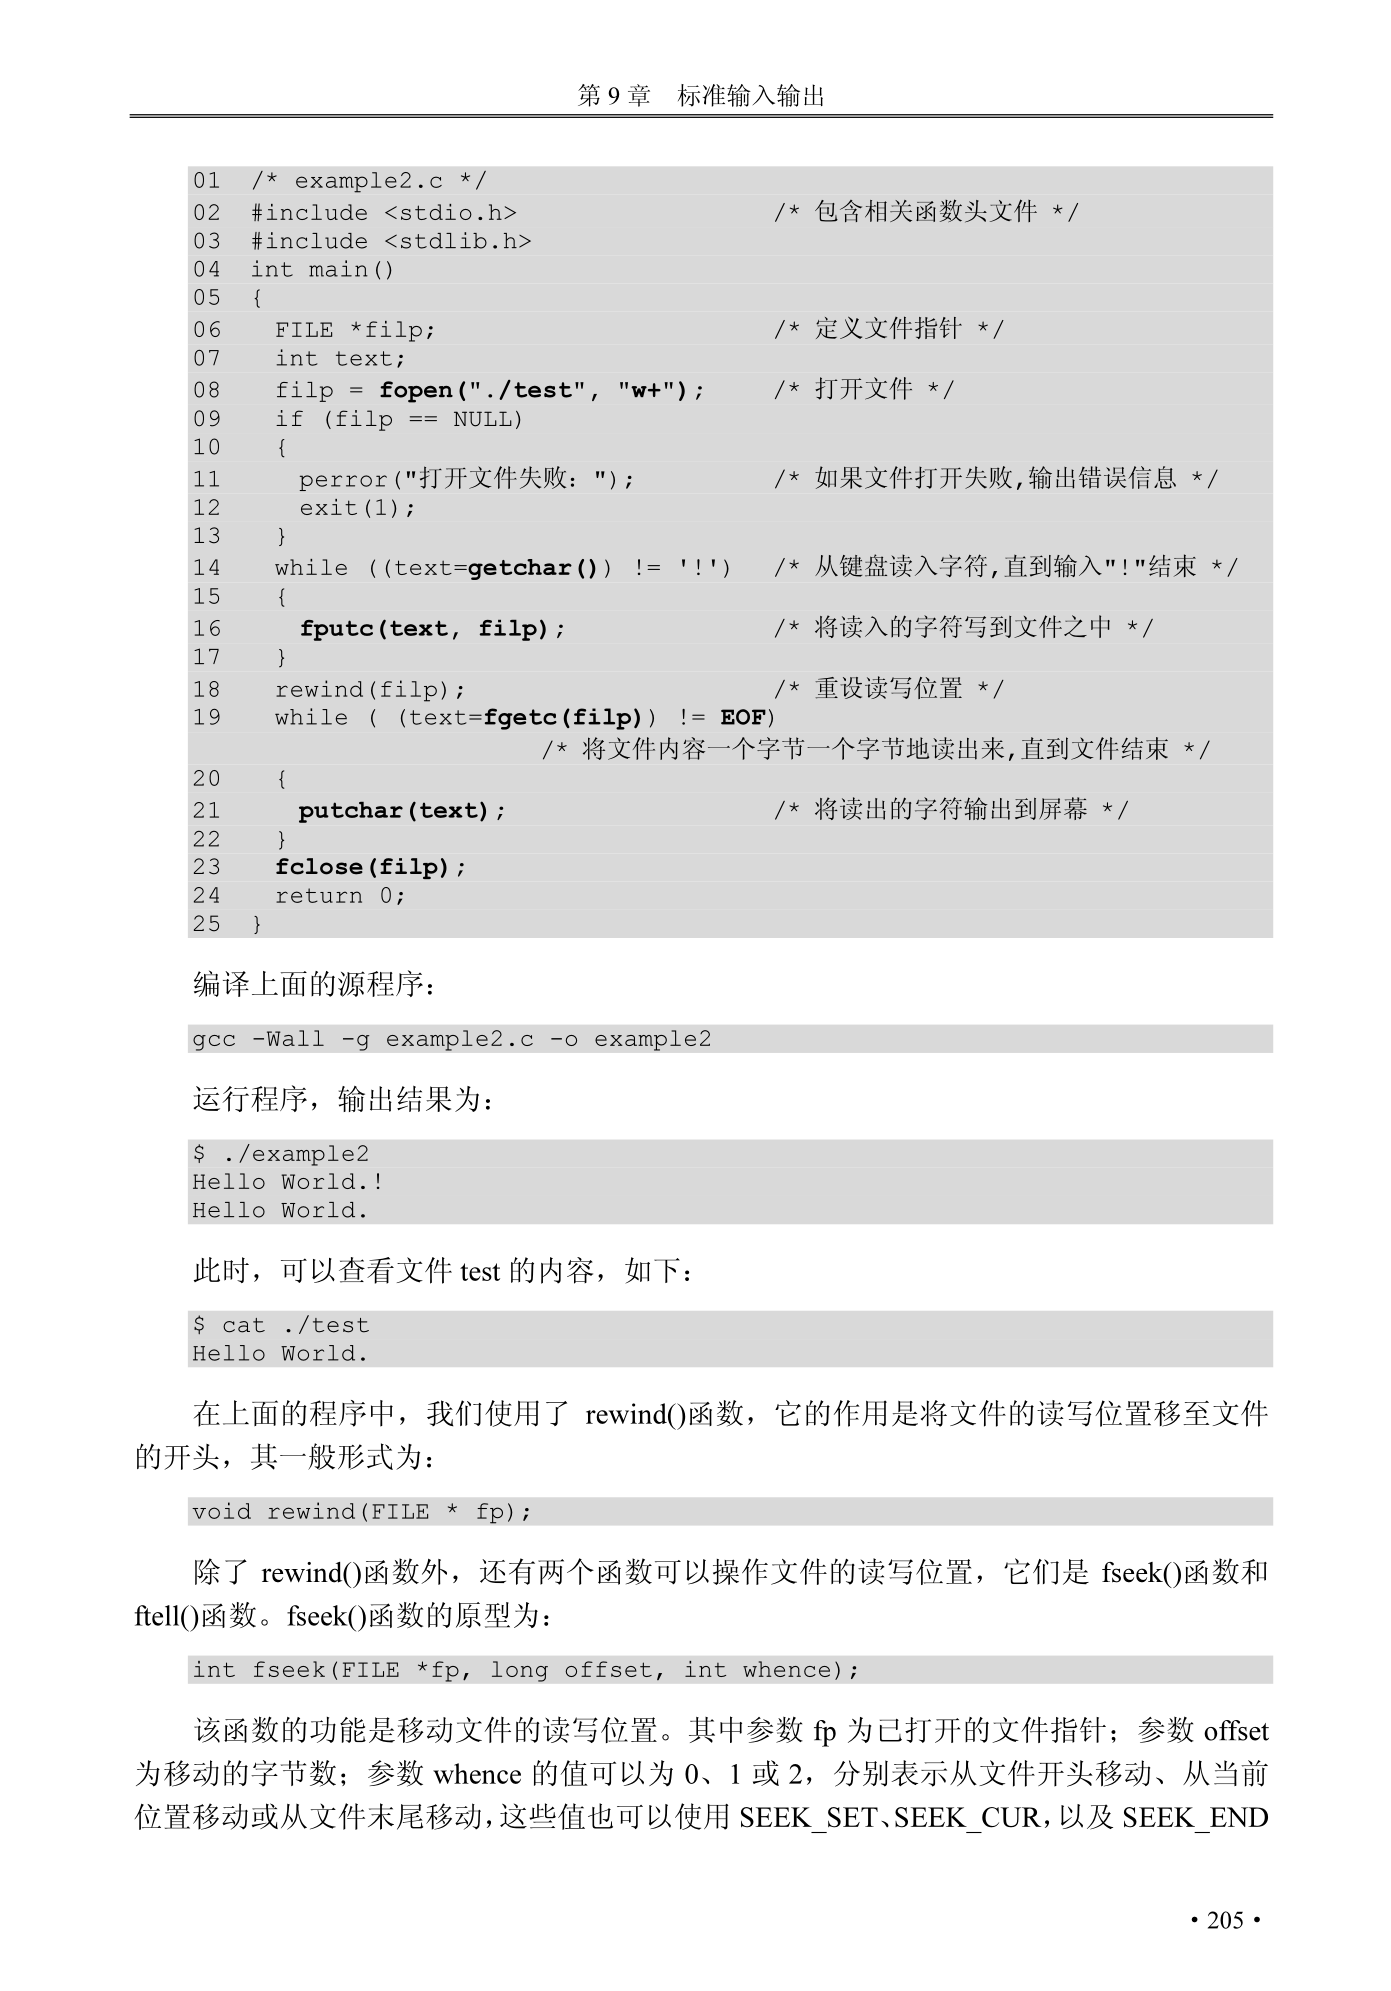 第 9 章　标准输入输出
01  /* example2.c */
02  #include <stdio.h>                 /* 包含相关函数头文件 */
03  #include <stdlib.h>
04  int main()
05  {
06    FILE *filp;                      /* 定义文件指针 */
07    int text;
08    filp = fopen("./test", "w+");    /* 打开文件 */
09    if (filp == NULL)
10    {
11      perror("打开文件失败：");         /* 如果文件打开失败,输出错误信息 */
12      exit(1);
13    }
14    while ((text=getchar()) != '!')  /* 从键盘读入字符,直到输入"!"结束 */
15    {
16      fputc(text, filp);             /* 将读入的字符写到文件之中 */
17    }
18    rewind(filp);                    /* 重设读写位置 */
19    while ( (text=fgetc(filp)) != EOF)
/* 将文件内容一个字节一个字节地读出来,直到文件结束 */
20    {
21      putchar(text);                 /* 将读出的字符输出到屏幕 */
22    }
23    fclose(filp);
24    return 0;
25  }
编译上面的源程序：
gcc -Wall -g example2.c -o example2
运行程序，输出结果为：
$ ./example2
Hello World.!
Hello World.
此时，可以查看文件 test 的内容，如下：
$ cat ./test
Hello World.
在上面的程序中，我们使用了 rewind()函数，它的作用是将文件的读写位置移至文件
的开头，其一般形式为：
void rewind(FILE * fp);
除了 rewind()函数外，还有两个函数可以操作文件的读写位置，它们是 fseek()函数和
ftell()函数。fseek()函数的原型为：
int fseek(FILE *fp, long offset, int whence);
该函数的功能是移动文件的读写位置。其中参数 fp 为已打开的文件指针；参数 offset
为移动的字节数；参数 whence 的值可以为 0、1 或 2，分别表示从文件开头移动、从当前
位置移动或从文件末尾移动，这些值也可以使用 SEEK_SET、SEEK_CUR，以及 SEEK_END
• 205 •